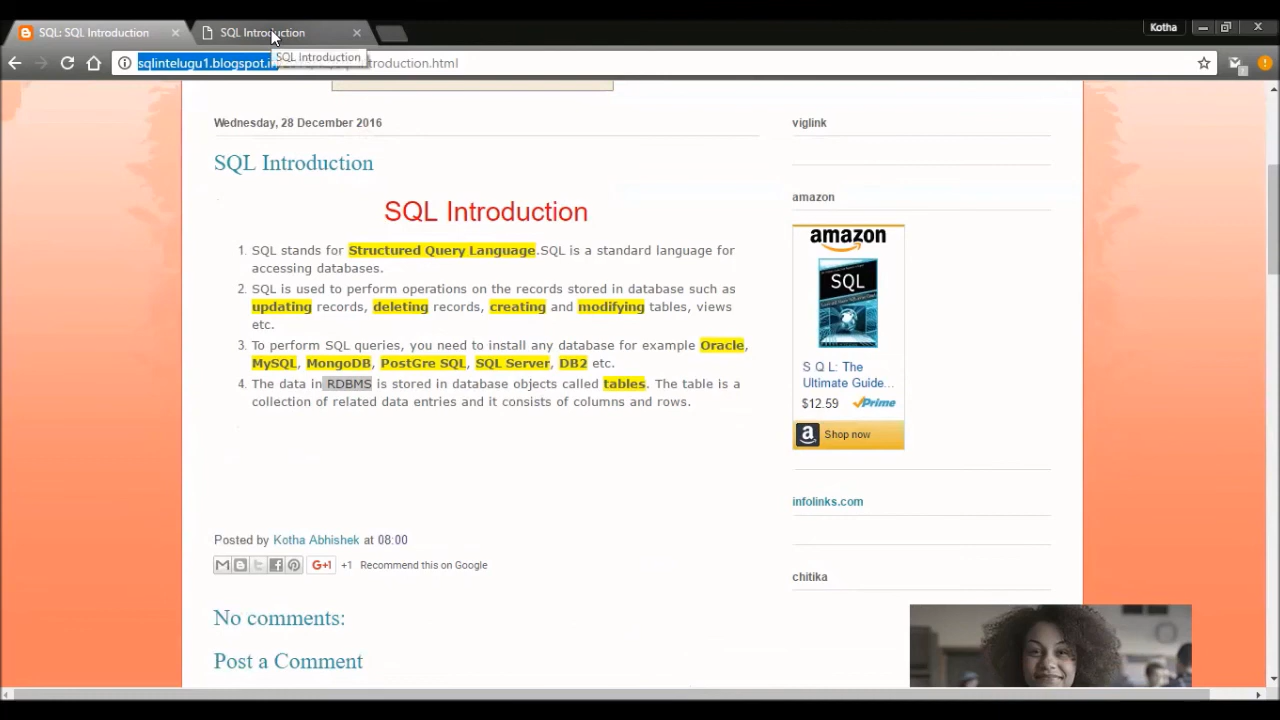 SQL: SQL Introduction
SQL Introduction
Kotha
SQL Introduction
sqlintelugu1.blogspot.i
troduction.html
Wednesday, 28 December 2016
SQL Introduction
SQL Introduction
1. SQL stands for Structured Query Language.SQL is a standard language for
accessing databases.
2. SQL is used to perform operations on the records stored in database such as
updating records, deleting records, creating and modifying tables, views
etc.
3. To perform SQL queries, you need to install any database for example Oracle,
MySQL, MongoDB, PostGre SQL, SQL Server, DB2 etc.
4. The data in RDBMS is stored in database objects called tables. The table is a
collection of related data entries and it consists of columns and rows.
Posted by Kotha Abhishek at 08:00
G+1 +1 Recommend this on Google
No comments:
Post a Comment
viglink
amazon
amazon
SQL
S Q L: The
Ultimate Guide...
$12.59 Prime
a Shop now
infolinks.com
chitika